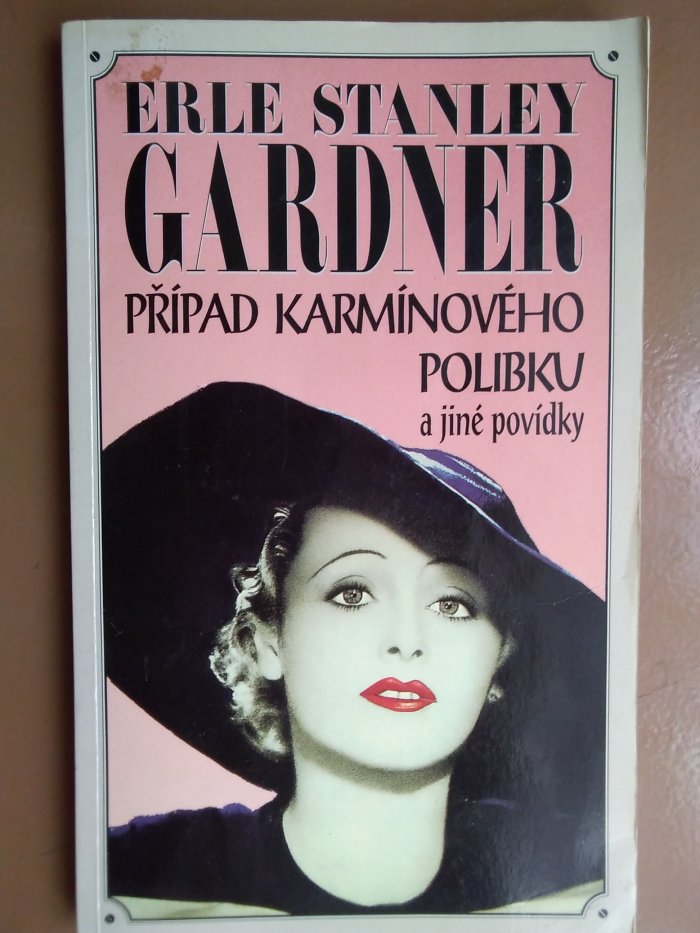 ERLE STANLEY
GARDNER
PŘÍPAD KARMÍNOVÉHO
POLIBKU
a jiné povídky